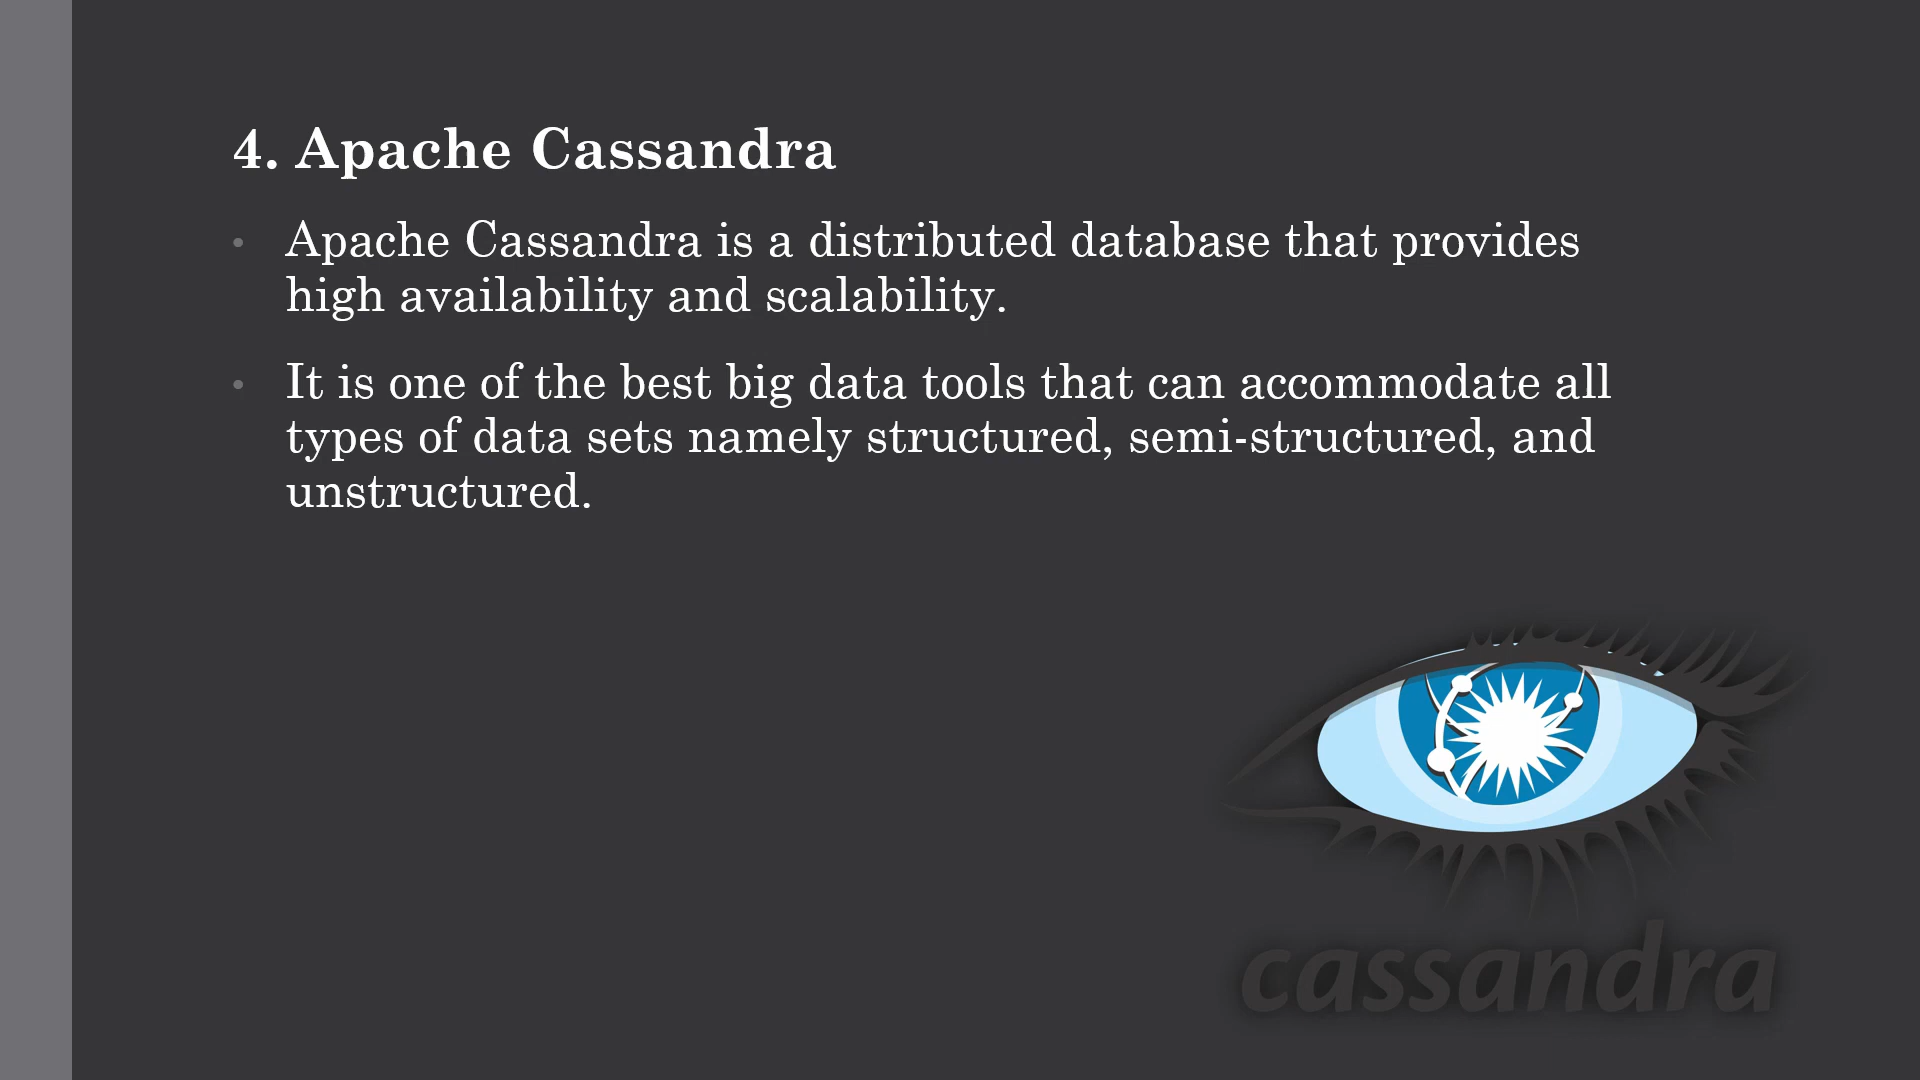 4. Apache Cassandra
• Apache Cassandra is a distributed database that provides
high availability and scalability.
• It is one of the best big data tools that can accommodate all
types of data sets namely structured, semi-structured, and
unstructured.
cassandra